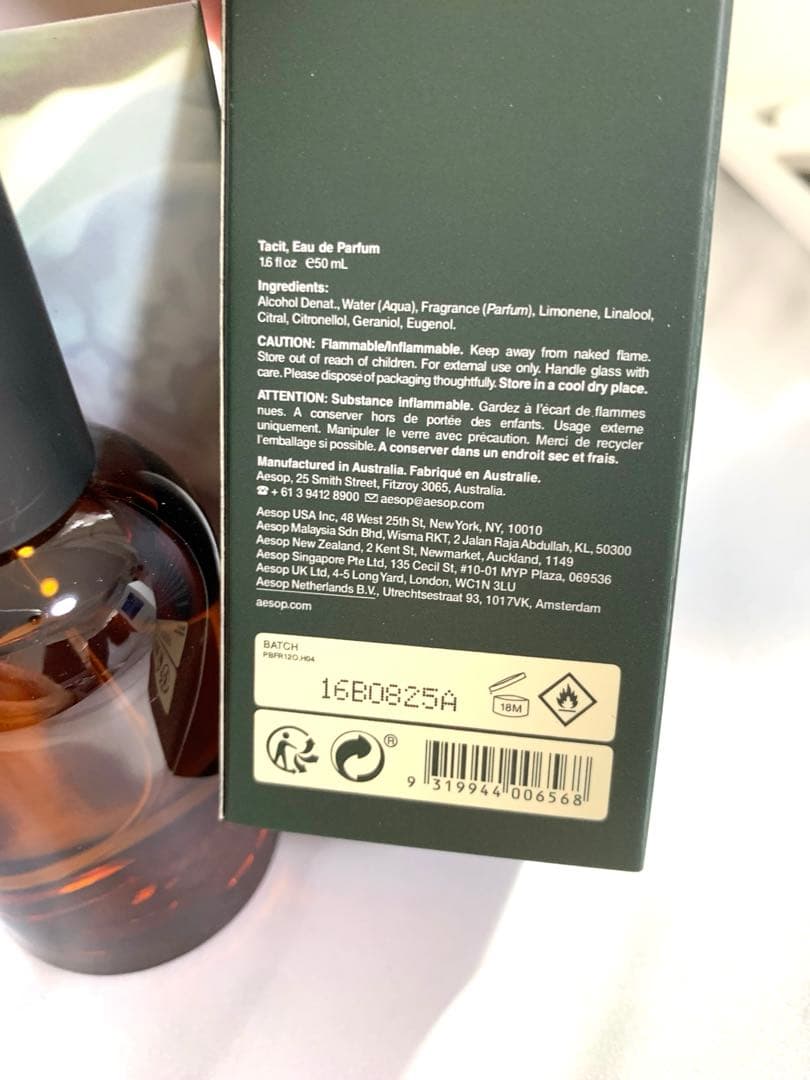 Tacit, Eau de Parfum
1.6 fl oz ℮50 mL
Ingredients:
Alcohol Denat., Water (Aqua), Fragrance (Parfum), Limonene, Linalool,
Citral, Citronellol, Geraniol, Eugenol.
CAUTION: Flammable/Inflammable. Keep away from naked flame.
Store out of reach of children. For external use only. Handle glass with
care. Please dispose of packaging thoughtfully. Store in a cool dry place.
ATTENTION: Substance inflammable. Gardez à l'écart de flammes
nues. A conserver hors de portée des enfants. Usage externe
uniquement. Manipuler le verre avec précaution. Merci de recycler
l'emballage si possible. A conserver dans un endroit sec et frais.
Manufactured in Australia. Fabriqué en Australie.
Aesop, 25 Smith Street, Fitzroy 3065, Australia.
☎ + 61 3 9412 8900 ✉ aesop@aesop.com
Aesop USA Inc, 48 West 25th St, New York, NY, 10010
Aesop Malaysia Sdn Bhd, Wisma RKT, 2 Jalan Raja Abdullah, KL, 50300
Aesop New Zealand, 2 Kent St, Newmarket, Auckland, 1149
Aesop Singapore Pte Ltd, 135 Cecil St, #10-01 MYP Plaza, 069536
Aesop UK Ltd, 4-5 Long Yard, London, WC1N 3LU
Aesop Netherlands B.V., Utrechtsestraat 93, 1017VK, Amsterdam
aesop.com
BATCH
PBFR12O.H04
16B0825A
18M
®
9 319944 006568